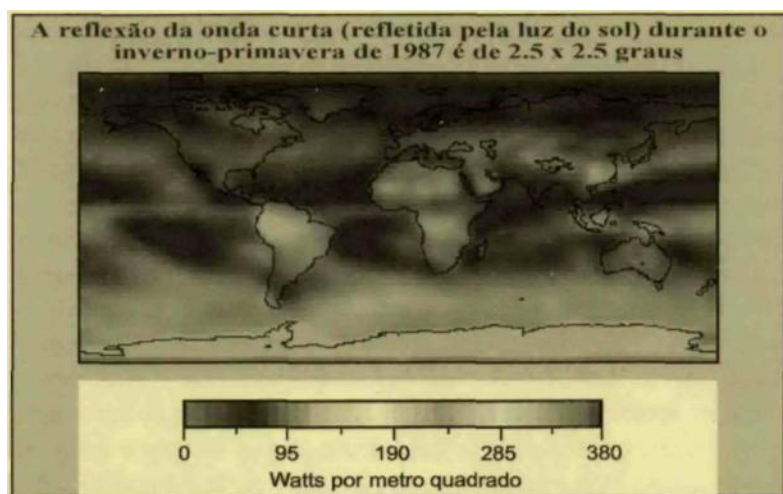 A reflexão da onda curta (refletida pela luz do sol) durante o
inverno-primavera de 1987 é de 2.5 x 2.5 graus
0 95 190 285 380
Watts por metro quadrado